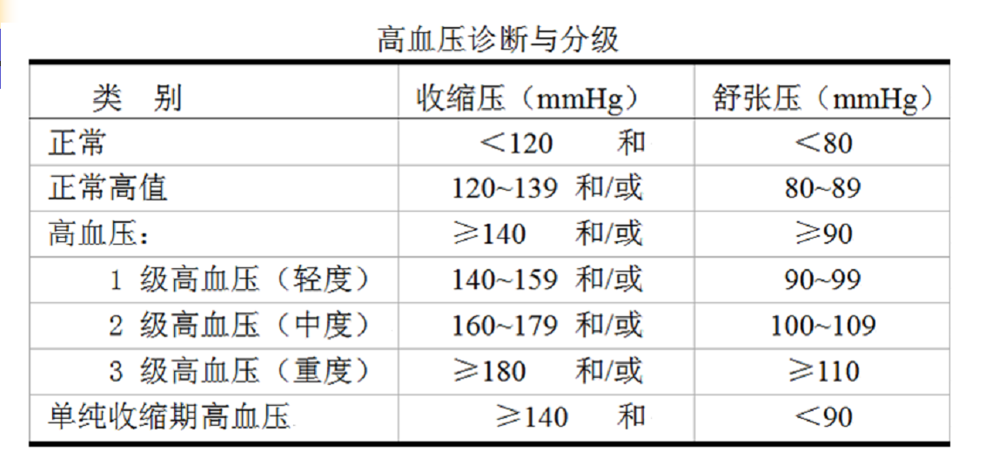 高血压诊断与分级
类 别 收缩压（mmHg） 舒张压（mmHg）
正常 ＜120 和 ＜80
正常高值 120~139 和/或 80~89
高血压： ≥140 和/或 ≥90
1 级高血压（轻度） 140~159 和/或 90~99
2 级高血压（中度） 160~179 和/或 100~109
3 级高血压（重度） ≥180 和/或 ≥110
单纯收缩期高血压 ≥140 和 ＜90